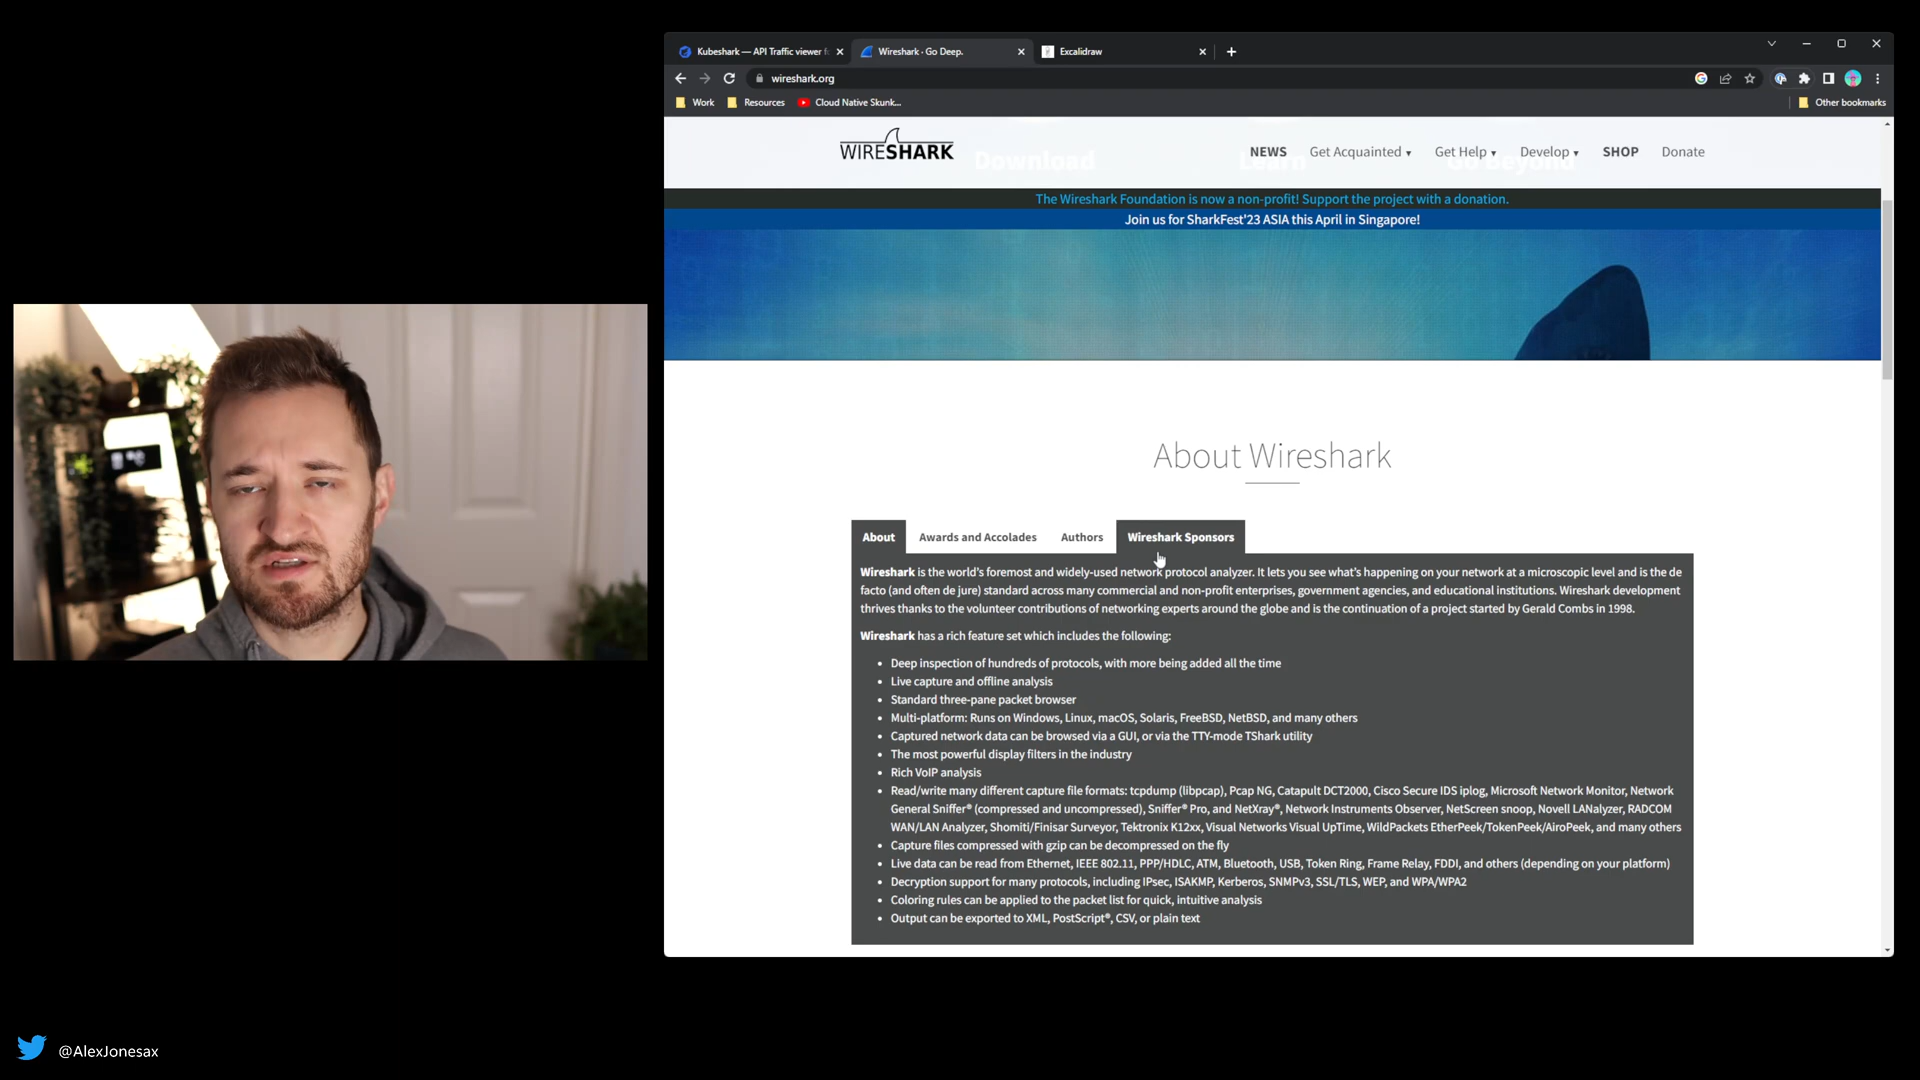 Kubeshark — API Traffic viewer f
Wireshark · Go Deep.
Excalidraw
wireshark.org
Work
Resources
Cloud Native Skunk...
Other bookmarks
WIRESHARK
Download
Learn
Go Beyond
NEWS
Get Acquainted ▾
Get Help ▾
Develop ▾
SHOP
Donate
The Wireshark Foundation is now a non-profit! Support the project with a donation.
Join us for SharkFest'23 ASIA this April in Singapore!
About Wireshark
About
Awards and Accolades
Authors
Wireshark Sponsors
Wireshark is the world's foremost and widely-used network protocol analyzer. It lets you see what's happening on your network at a microscopic level and is the de
facto (and often de jure) standard across many commercial and non-profit enterprises, government agencies, and educational institutions. Wireshark development
thrives thanks to the volunteer contributions of networking experts around the globe and is the continuation of a project started by Gerald Combs in 1998.
Wireshark has a rich feature set which includes the following:
• Deep inspection of hundreds of protocols, with more being added all the time
• Live capture and offline analysis
• Standard three-pane packet browser
• Multi-platform: Runs on Windows, Linux, macOS, Solaris, FreeBSD, NetBSD, and many others
• Captured network data can be browsed via a GUI, or via the TTY-mode TShark utility
• The most powerful display filters in the industry
• Rich VoIP analysis
• Read/write many different capture file formats: tcpdump (libpcap), Pcap NG, Catapult DCT2000, Cisco Secure IDS iplog, Microsoft Network Monitor, Network
General Sniffer® (compressed and uncompressed), Sniffer® Pro, and NetXray®, Network Instruments Observer, NetScreen snoop, Novell LANalyzer, RADCOM
WAN/LAN Analyzer, Shomiti/Finisar Surveyor, Tektronix K12xx, Visual Networks Visual UpTime, WildPackets EtherPeek/TokenPeek/AiroPeek, and many others
• Capture files compressed with gzip can be decompressed on the fly
• Live data can be read from Ethernet, IEEE 802.11, PPP/HDLC, ATM, Bluetooth, USB, Token Ring, Frame Relay, FDDI, and others (depending on your platform)
• Decryption support for many protocols, including IPsec, ISAKMP, Kerberos, SNMPv3, SSL/TLS, WEP, and WPA/WPA2
• Coloring rules can be applied to the packet list for quick, intuitive analysis
• Output can be exported to XML, PostScript®, CSV, or plain text
@AlexJonesax